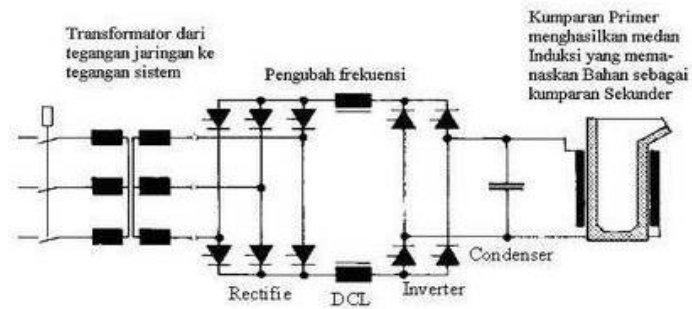 Transformator dari
tegangan jaringan ke
tegangan sistem
Pengubah frekuensi
Kumparan Primer
menghasilkan medan
Induksi yang mema-
naskan Bahan sebagai
kumparan Sekunder
Condenser
Rectifie
DCL
Inverter